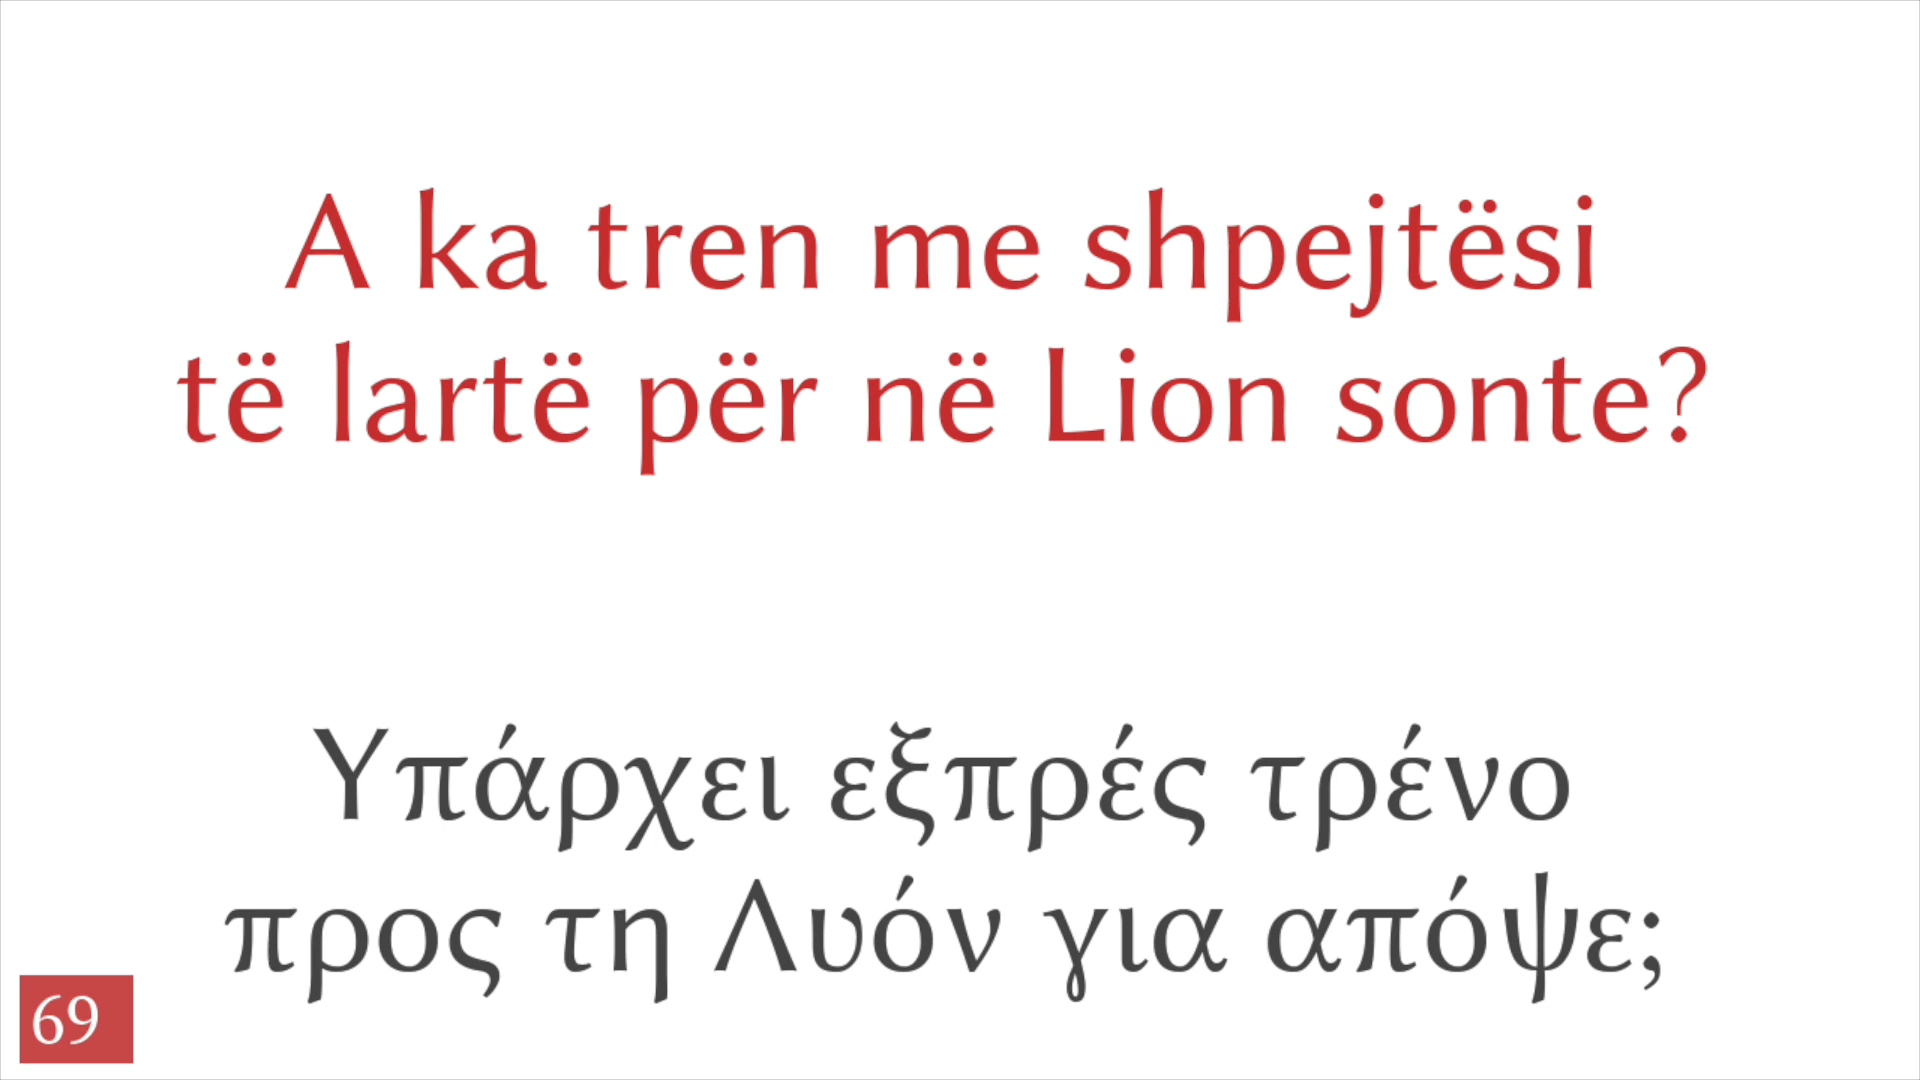 A ka tren me shpejtësi
të lartë për në Lion sonte?
Υπάρχει εξπρές τρένο
προς τη Λυόν για απόψε;
69